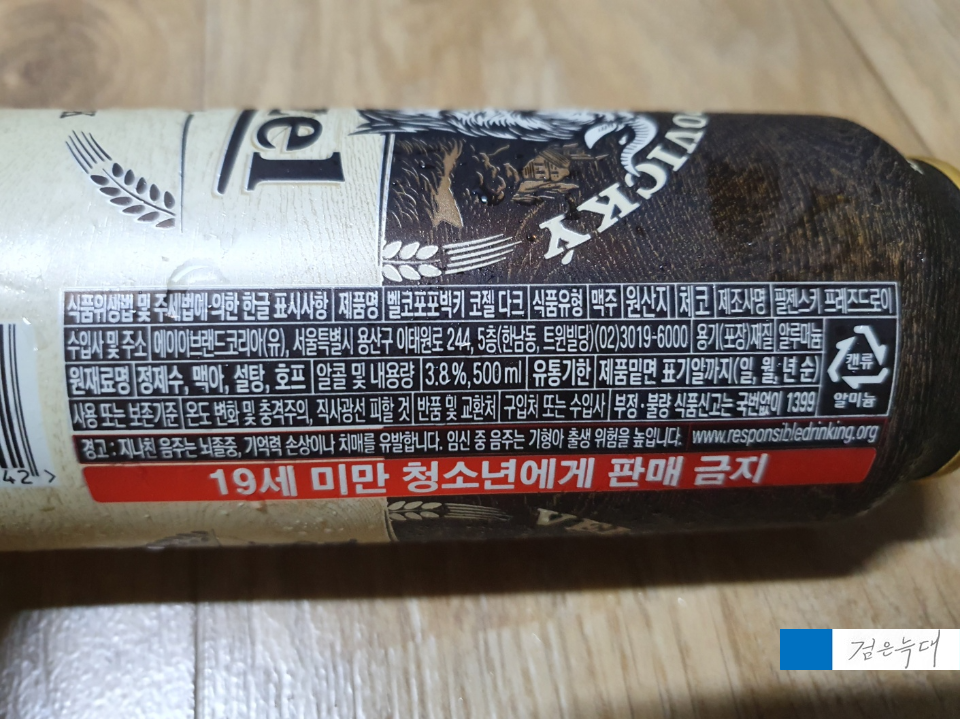 zel
OVICKÝ
식품위생법 및 주세법에 의한 한글 표시사항 제품명 벨코포포빅키 코젤 다크 식품유형 맥주 원산지 체코 제조사명 필젠스키 프레즈드로이
수입사 및 주소 에이이브랜드코리아(유), 서울특별시 용산구 이태원로 244, 5층(한남동, 트윈빌딩)(02)3019-6000 용기(포장)재질 알루미늄
원재료명 정제수, 맥아, 설탕, 호프 알콜 및 내용량 3.8%, 500ml 유통기한 제품밑면 표기일까지(일, 월, 년 순)
캔류
알미늄
사용 또는 보존기준 온도 변화 및 충격주의, 직사광선 피할 것 반품 및 교환처 구입처 또는 수입사 부정·불량 식품신고는 국번없이 1399
경고 : 지나친 음주는 뇌졸중, 기억력 손상이나 치매를 유발합니다. 임신 중 음주는 기형아 출생 위험을 높입니다. www.responsibledrinking.org
19세 미만 청소년에게 판매 금지
42 >
검은늑대